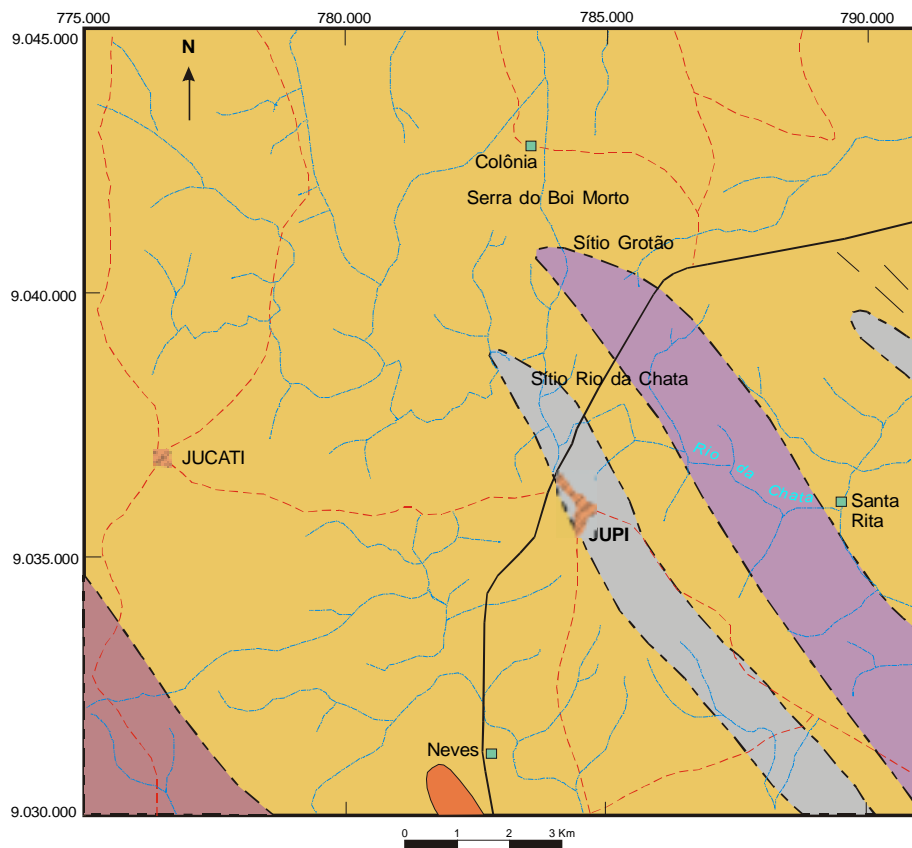 775.000 780.000 785.000 790.000
9.045.000
N
Colônia
Serra do Boi Morto
Sítio Grotão
9.040.000
Sítio Rio da Chata
JUCATI
Rio da Chata
Santa
Rita
JUPI
9.035.000
Neves
9.030.000
0 1 2 3 Km